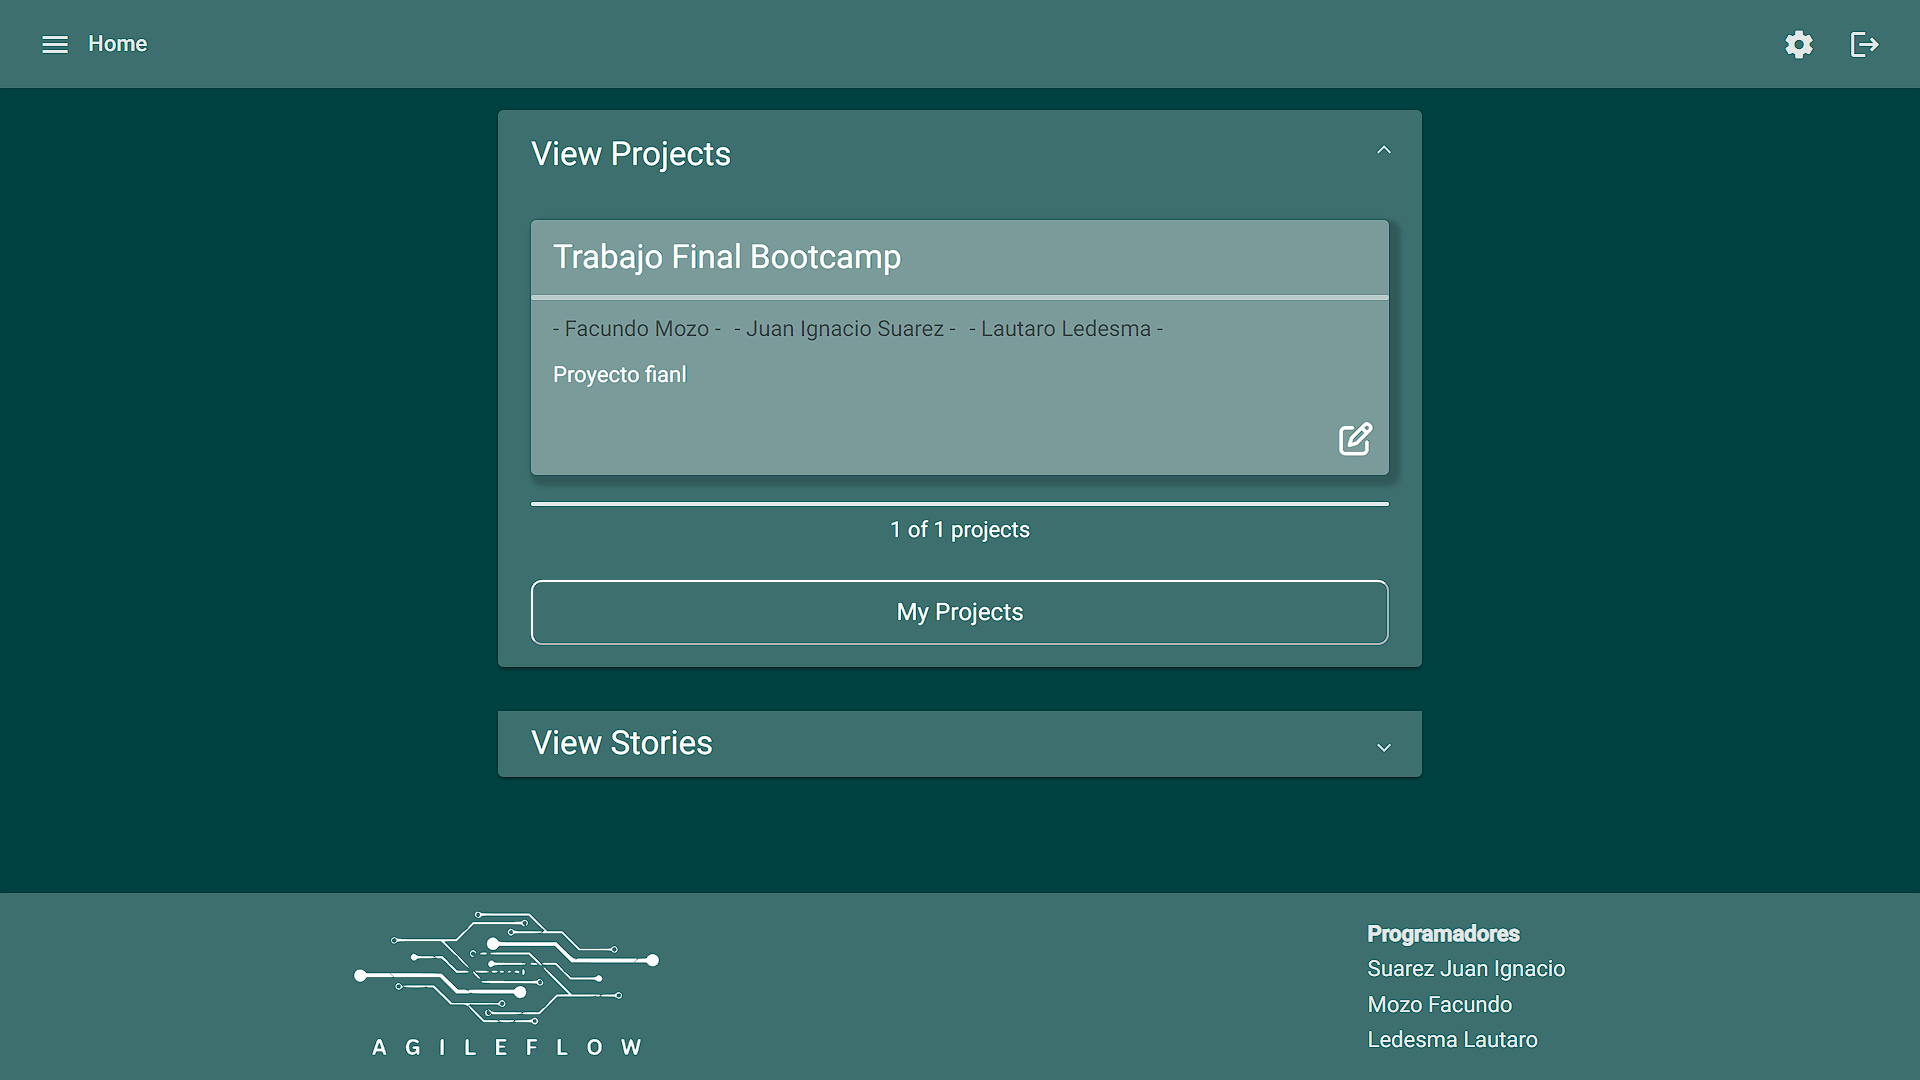 Home
View Projects
Trabajo Final Bootcamp
- Facundo Mozo - - Juan Ignacio Suarez - - Lautaro Ledesma -
Proyecto fianl
1 of 1 projects
My Projects
View Stories
AGILEFLOW
Programadores
Suarez Juan Ignacio
Mozo Facundo
Ledesma Lautaro